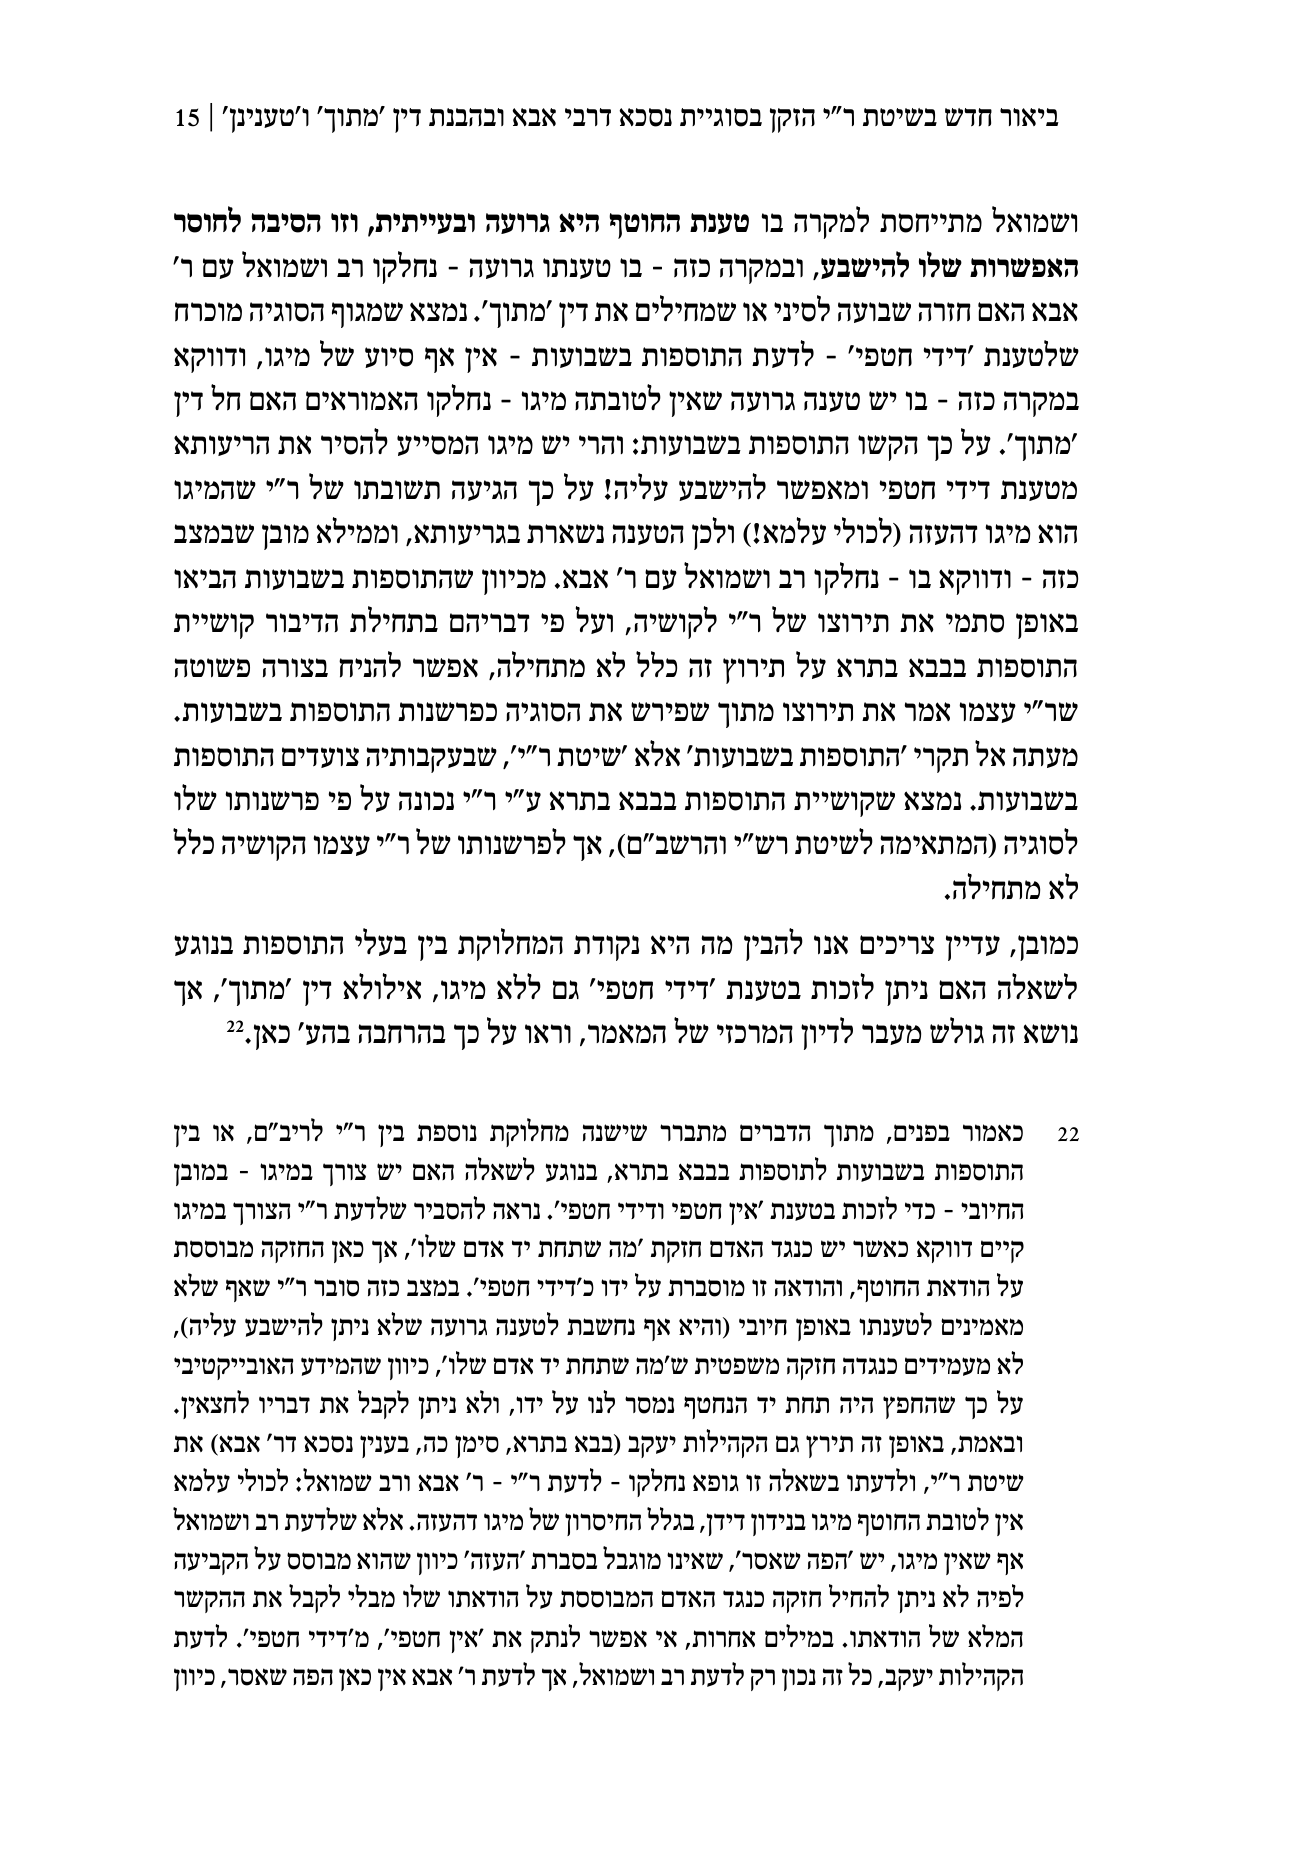 ביאור חדש בשיטת ר"י הזקן בסוגיית נסכא דרבי אבא ובהבנת דין 'מתוך' ו'טענינן' | 15
ושמואל מתייחסת למקרה בו טענת החוטף היא גרועה ובעייתית, וזו הסיבה לחוסר
האפשרות שלו להישבע, ובמקרה כזה - בו טענתו גרועה - נחלקו רב ושמואל עם ר'
אבא האם חזרה שבועה לסיני או שמחילים את דין 'מתוך'. נמצא שמגוף הסוגיה מוכרח
שלטענת 'דידי חטפי' - לדעת התוספות בשבועות - אין אף סיוע של מיגו, ודווקא
במקרה כזה - בו יש טענה גרועה שאין לטובתה מיגו - נחלקו האמוראים האם חל דין
'מתוך'. על כך הקשו התוספות בשבועות: והרי יש מיגו המסייע להסיר את הריעותא
מטענת דידי חטפי ומאפשר להישבע עליה! על כך הגיעה תשובתו של ר"י שהמיגו
הוא מיגו דהעזה (לכולי עלמא!) ולכן הטענה נשארת בגריעותא, וממילא מובן שבמצב
כזה - ודווקא בו - נחלקו רב ושמואל עם ר' אבא. מכיוון שהתוספות בשבועות הביאו
באופן סתמי את תירוצו של ר"י לקושיה, ועל פי דבריהם בתחילת הדיבור קושיית
התוספות בבבא בתרא על תירוץ זה כלל לא מתחילה, אפשר להניח בצורה פשוטה
שר"י עצמו אמר את תירוצו מתוך שפירש את הסוגיה כפרשנות התוספות בשבועות.
מעתה אל תקרי 'התוספות בשבועות' אלא 'שיטת ר"י', שבעקבותיה צועדים התוספות
בשבועות. נמצא שקושיית התוספות בבבא בתרא ע"י ר"י נכונה על פי פרשנותו שלו
לסוגיה (המתאימה לשיטת רש"י והרשב"ם), אך לפרשנותו של ר"י עצמו הקושיה כלל
לא מתחילה.
כמובן, עדיין צריכים אנו להבין מה היא נקודת המחלוקת בין בעלי התוספות בנוגע
לשאלה האם ניתן לזכות בטענת 'דידי חטפי' גם ללא מיגו, אילולא דין 'מתוך', אך
נושא זה גולש מעבר לדיון המרכזי של המאמר, וראו על כך בהרחבה בהע' כאן.22
22 כאמור בפנים, מתוך הדברים מתברר שישנה מחלוקת נוספת בין ר"י לריב"ם, או בין
התוספות בשבועות לתוספות בבבא בתרא, בנוגע לשאלה האם יש צורך במיגו - במובן
החיובי - כדי לזכות בטענת 'אין חטפי ודידי חטפי'. נראה להסביר שלדעת ר"י הצורך במיגו
קיים דווקא כאשר יש כנגד האדם חזקת 'מה שתחת יד אדם שלו', אך כאן החזקה מבוססת
על הודאת החוטף, והודאה זו מוסברת על ידו כ'דידי חטפי'. במצב כזה סובר ר"י שאף שלא
מאמינים לטענתו באופן חיובי (והיא אף נחשבת לטענה גרועה שלא ניתן להישבע עליה),
לא מעמידים כנגדה חזקה משפטית ש'מה שתחת יד אדם שלו', כיוון שהמידע האובייקטיבי
על כך שהחפץ היה תחת יד הנחטף נמסר לנו על ידו, ולא ניתן לקבל את דבריו לחצאין.
ובאמת, באופן זה תירץ גם הקהילות יעקב (בבא בתרא, סימן כה, בענין נסכא דר' אבא) את
שיטת ר"י, ולדעתו בשאלה זו גופא נחלקו - לדעת ר"י - ר' אבא ורב שמואל: לכולי עלמא
אין לטובת החוטף מיגו בנידון דידן, בגלל החיסרון של מיגו דהעזה. אלא שלדעת רב ושמואל
אף שאין מיגו, יש 'הפה שאסר', שאינו מוגבל בסברת 'העזה' כיוון שהוא מבוסס על הקביעה
לפיה לא ניתן להחיל חזקה כנגד האדם המבוססת על הודאתו שלו מבלי לקבל את ההקשר
המלא של הודאתו. במילים אחרות, אי אפשר לנתק את 'אין חטפי', מ'דידי חטפי'. לדעת
הקהילות יעקב, כל זה נכון רק לדעת רב ושמואל, אך לדעת ר' אבא אין כאן הפה שאסר, כיוון